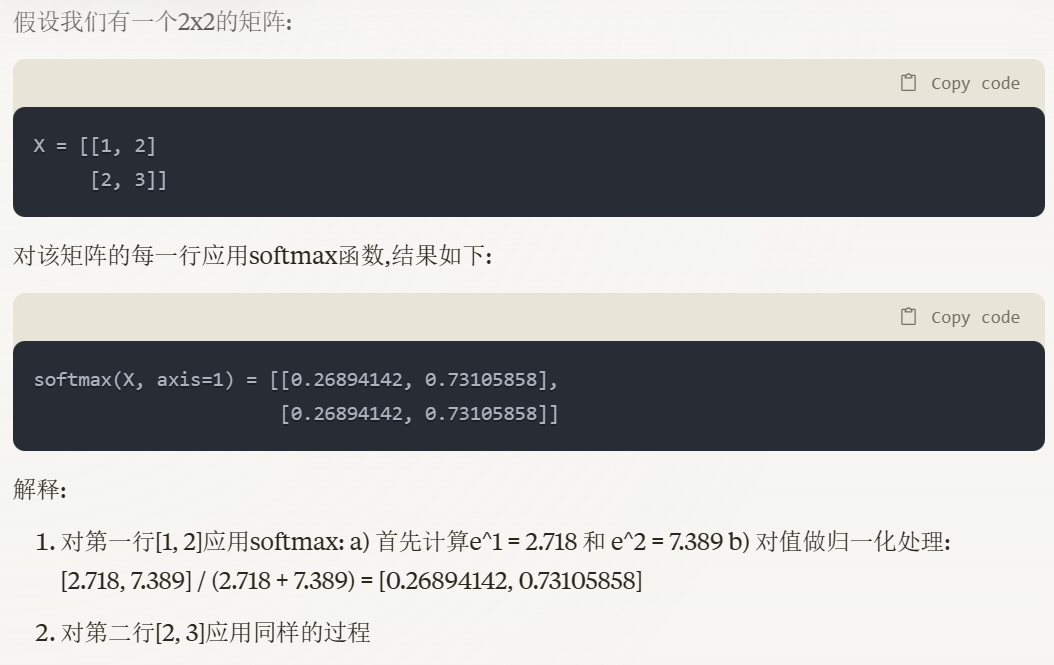 假设我们有一个2x2的矩阵:
Copy code
X = [[1, 2]
     [2, 3]]
对该矩阵的每一行应用softmax函数,结果如下:
Copy code
softmax(X, axis=1) = [[0.26894142, 0.73105858],
                      [0.26894142, 0.73105858]]
解释:
1. 对第一行[1, 2]应用softmax: a) 首先计算e^1 = 2.718 和 e^2 = 7.389 b) 对值做归一化处理:
[2.718, 7.389] / (2.718 + 7.389) = [0.26894142, 0.73105858]
2. 对第二行[2, 3]应用同样的过程